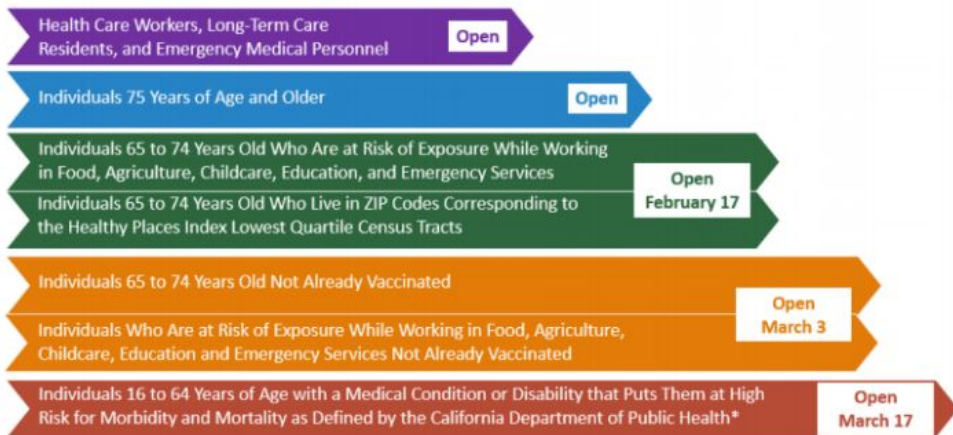 Health Care Workers, Long-Term Care
Residents, and Emergency Medical Personnel
Open
Individuals 75 Years of Age and Older
Open
Individuals 65 to 74 Years Old Who Are at Risk of Exposure While Working
in Food, Agriculture, Childcare, Education, and Emergency Services
Individuals 65 to 74 Years Old Who Live in ZIP Codes Corresponding to
the Healthy Places Index Lowest Quartile Census Tracts
Open
February 17
Individuals 65 to 74 Years Old Not Already Vaccinated
Individuals Who Are at Risk of Exposure While Working in Food, Agriculture,
Childcare, Education and Emergency Services Not Already Vaccinated
Open
March 3
Individuals 16 to 64 Years of Age with a Medical Condition or Disability that Puts Them at High
Risk for Morbidity and Mortality as Defined by the California Department of Public Health*
Open
March 17